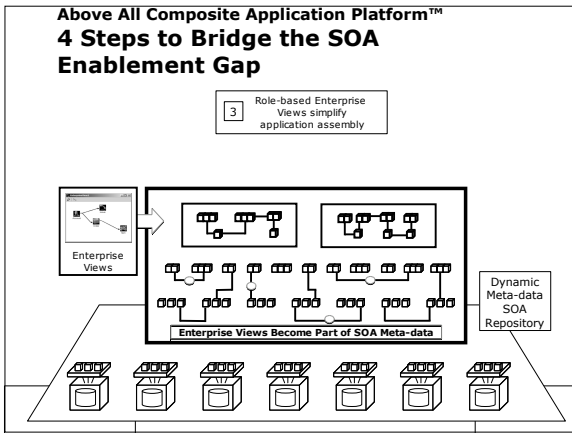 Above All Composite Application Platform™
4 Steps to Bridge the SOA
Enablement Gap
3
Role-based Enterprise
Views simplify
application assembly
Enterprise
Views
Dynamic
Meta-data
SOA
Repository
Enterprise Views Become Part of SOA Meta-data